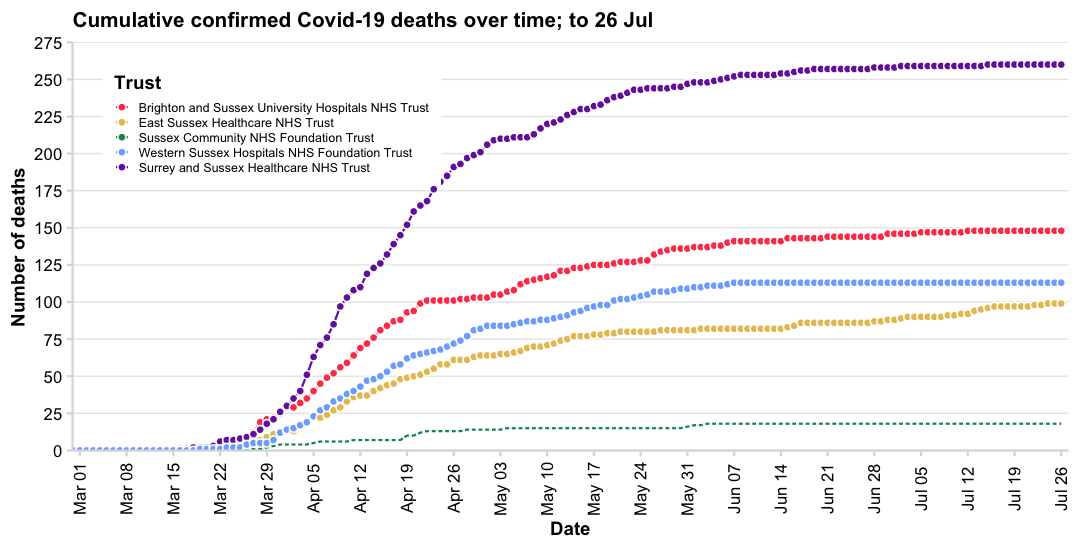 Cumulative confirmed Covid-19 deaths over time; to 26 Jul
275
250
225
200
175
150
125
100
75
50
25
0
Number of deaths
Trust
Brighton and Sussex University Hospitals NHS Trust
East Sussex Healthcare NHS Trust
Sussex Community NHS Foundation Trust
Western Sussex Hospitals NHS Foundation Trust
Surrey and Sussex Healthcare NHS Trust
Mar 01
Mar 08
Mar 15
Mar 22
Mar 29
Apr 05
Apr 12
Apr 19
Apr 26
May 03
May 10
May 17
May 24
May 31
Jun 07
Jun 14
Jun 21
Jun 28
Jul 05
Jul 12
Jul 19
Jul 26
Date